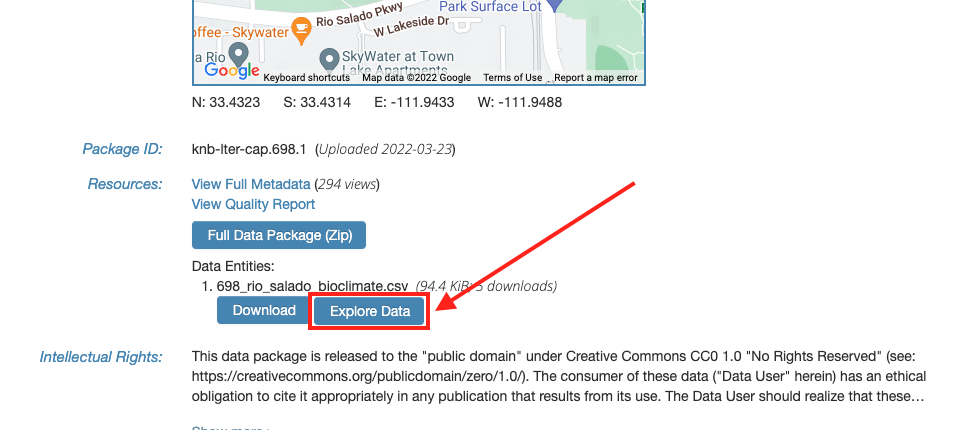 Park Surface Lot
Rio Salado Pkwy
W Lakeside Dr
offee - Skywater
a Rio
SkyWater at Town
Lake Apartments
Google
Keyboard shortcuts Map data ©2022 Google Terms of Use Report a map error
N: 33.4323 S: 33.4314 E: -111.9433 W: -111.9488
Package ID: knb-lter-cap.698.1 (Uploaded 2022-03-23)
Resources: View Full Metadata (294 views)
View Quality Report
Full Data Package (Zip)
Data Entities:
1. 698_rio_salado_bioclimate.csv (94.4 KiB; 5 downloads)
Download Explore Data
Intellectual Rights: This data package is released to the "public domain" under Creative Commons CC0 1.0 "No Rights Reserved" (see:
https://creativecommons.org/publicdomain/zero/1.0/). The consumer of these data ("Data User" herein) has an ethical
obligation to cite it appropriately in any publication that results from its use. The Data User should realize that these…